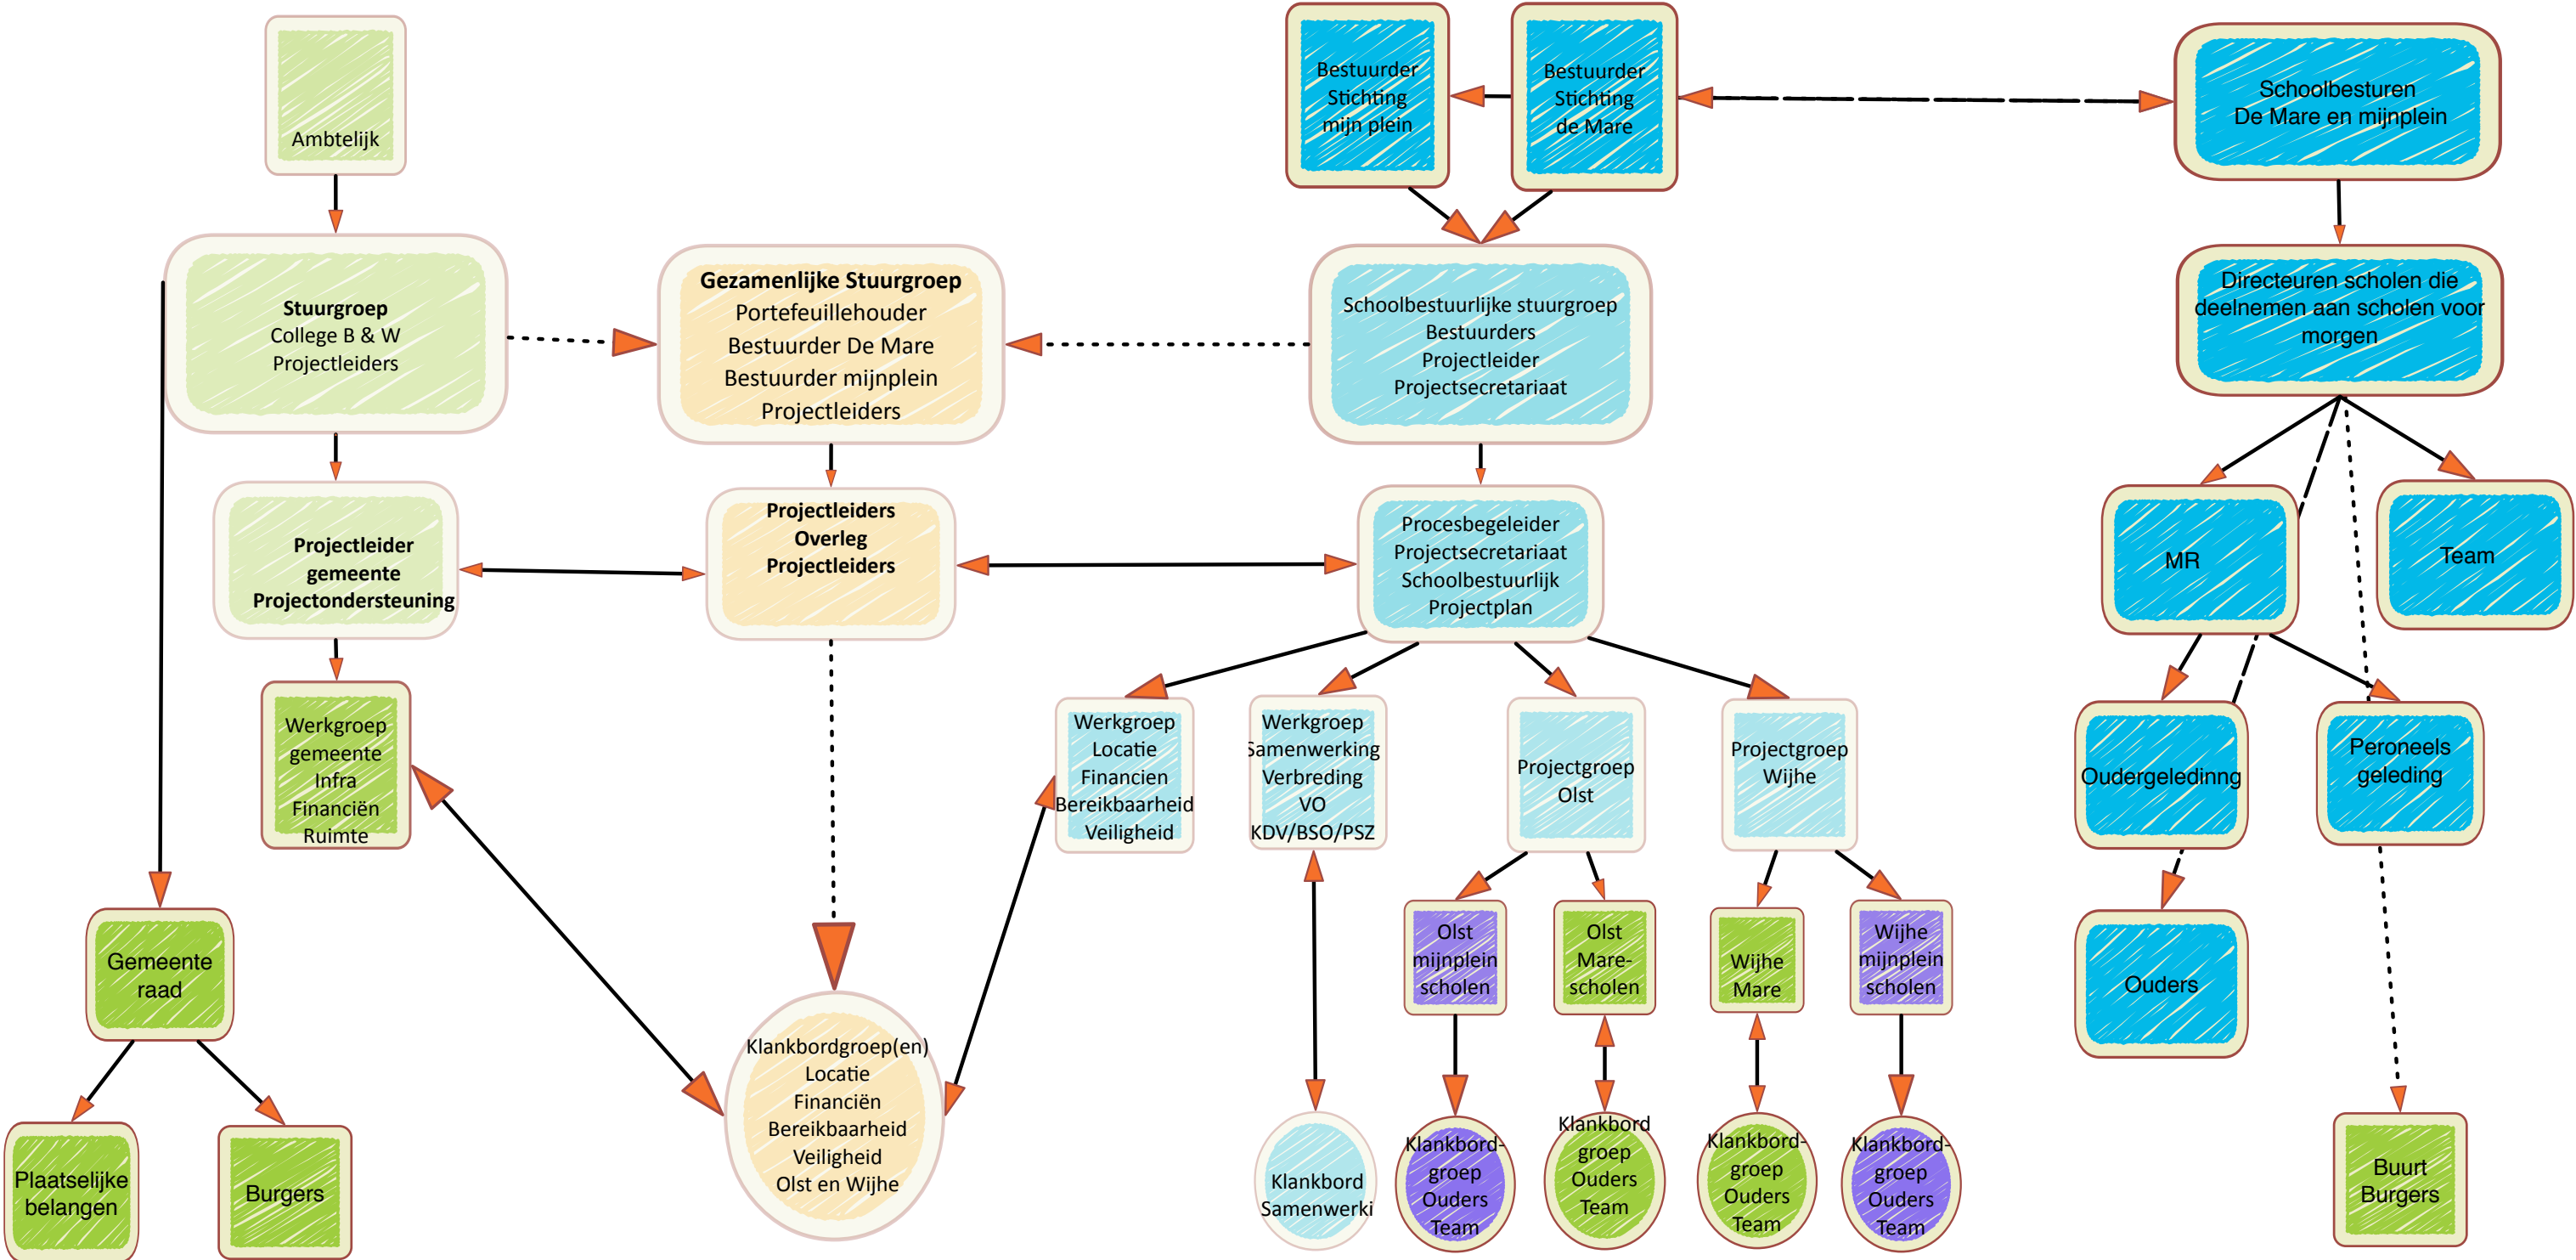 Ambtelijk
Bestuurder
Stichting
mijn plein
Bestuurder
Stichting
de Mare
Schoolbesturen
De Mare en mijnplein
Stuurgroep
College B & W
Projectleiders
Gezamenlijke Stuurgroep
Portefeuillehouder
Bestuurder De Mare
Bestuurder mijnplein
Projectleiders
Schoolbestuurlijke stuurgroep
Bestuurders
Projectleider
Projectsecretariaat
Directeuren scholen die
deelnemen aan scholen voor
morgen
Projectleider
gemeente
Projectondersteuning
Projectleiders
Overleg
Projectleiders
Procesbegeleider
Projectsecretariaat
Schoolbestuurlijk
Projectplan
MR
Team
Werkgroep
gemeente
Infra
Financiën
Ruimte
Werkgroep
Locatie
Financien
Bereikbaarheid
Veiligheid
Werkgroep
Samenwerking
Verbreding
VO
KDV/BSO/PSZ
Projectgroep
Olst
Projectgroep
Wijhe
Oudergeledinng
Peroneels
geleding
Gemeente
raad
Olst
mijnplein
scholen
Olst
Mare-
scholen
Wijhe
Mare
Wijhe
mijnplein
scholen
Ouders
Plaatselijke
belangen
Burgers
Klankbordgroep(en)
Locatie
Financiën
Bereikbaarheid
Veiligheid
Olst en Wijhe
Klankbord
Samenwerki
Klankbord-
groep
Ouders
Team
Klankbord
groep
Ouders
Team
Klankbord-
groep
Ouders
Team
Klankbord-
groep
Ouders
Team
Buurt
Burgers